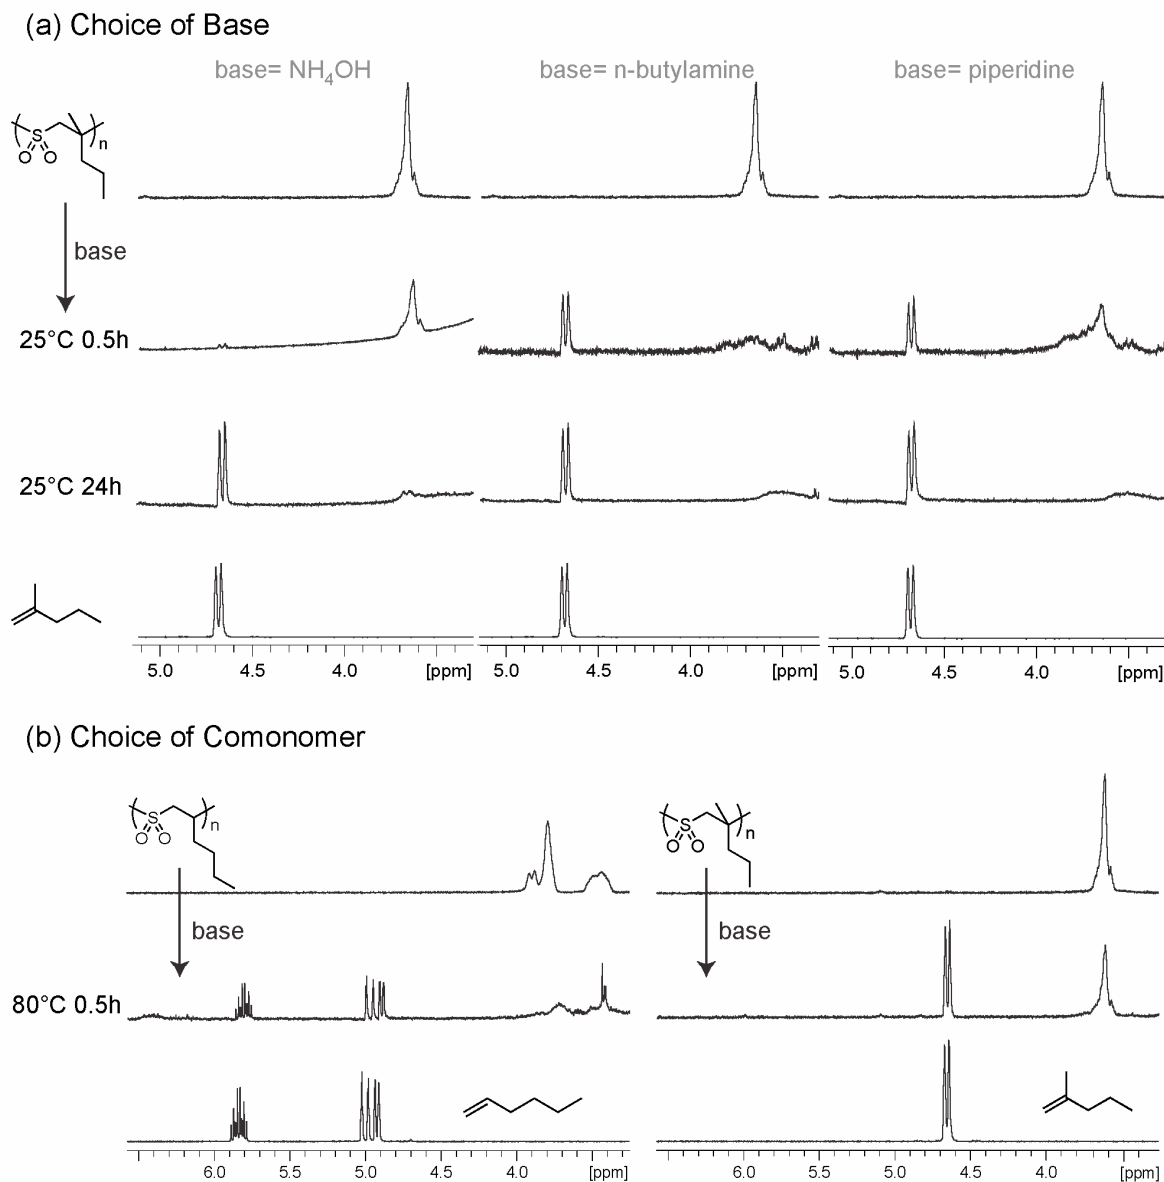 (a) Choice of Base
base= NH₄OH base= n-butylamine base= piperidine
S
O O
n
base
25°C 0.5h
25°C 24h
5.0 4.5 4.0 [ppm] 5.0 4.5 4.0 [ppm] 5.0 4.5 4.0 [ppm]
(b) Choice of Comonomer
S n S n
O O O O
base base
80°C 0.5h
6.0 5.5 5.0 4.0 [ppm] 6.0 5.5 5.0 4.5 4.0 [ppm]